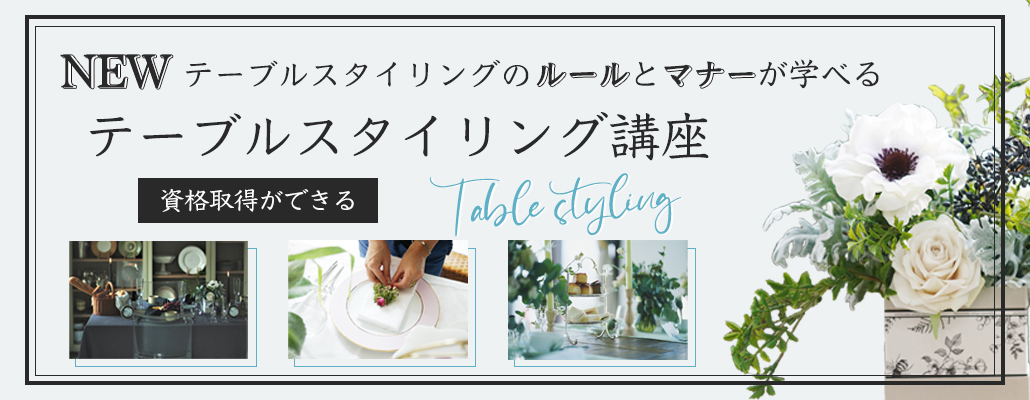 NEW テーブルスタイリングのルールとマナーが学べる
テーブルスタイリング講座
資格取得ができる
Table styling